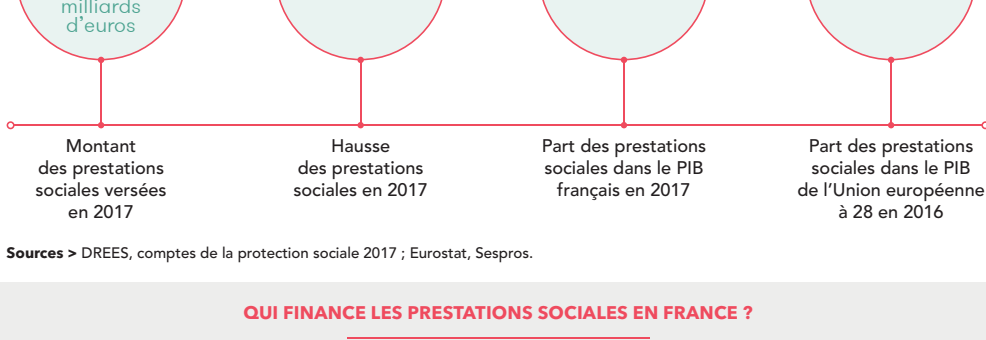 milliards
d'euros
Montant
des prestations
sociales versées
en 2017
Hausse
des prestations
sociales en 2017
Part des prestations
sociales dans le PIB
français en 2017
Part des prestations
sociales dans le PIB
de l'Union européenne
à 28 en 2016
Sources > DREES, comptes de la protection sociale 2017 ; Eurostat, Sespros.
QUI FINANCE LES PRESTATIONS SOCIALES EN FRANCE ?